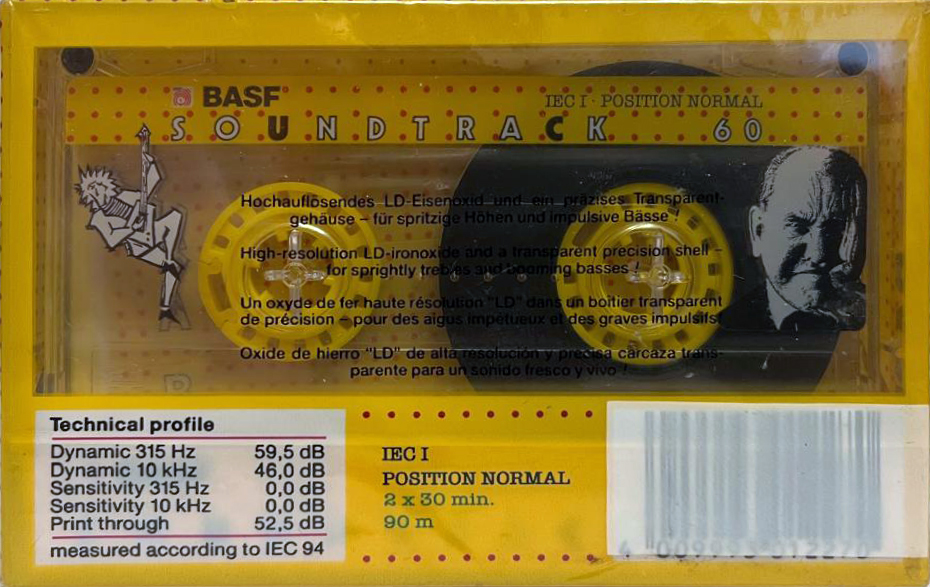 BASF
IEC I · POSITION NORMAL
SOUNDTRACK 60
Hochauflösendes LD-Eisenoxid und ein präzises Transparent-
gehäuse – für spritzige Höhen und impulsive Bässe !
High-resolution LD-ironoxide and a transparent precision shell –
for sprightly trebles and booming basses !
Un oxyde de fer haute résolution "LD" dans un boîtier transparent
de précision – pour des aigus impétueux et des graves impulsifs!
Oxide de hierro "LD" de alta resolución y precisa carcaza trans-
parente para un sonido fresco y vivo !
Technical profile
Dynamic 315 Hz 59,5 dB
Dynamic 10 kHz 46,0 dB
Sensitivity 315 Hz 0,0 dB
Sensitivity 10 kHz 0,0 dB
Print through 52,5 dB
measured according to IEC 94
IEC I
POSITION NORMAL
2 x 30 min.
90 m